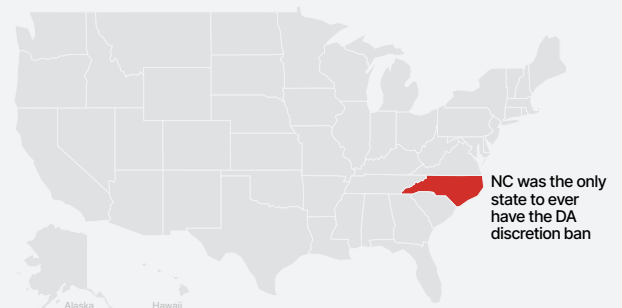 NC was the only
state to ever
have the DA
discretion ban
Alaska
Hawaii